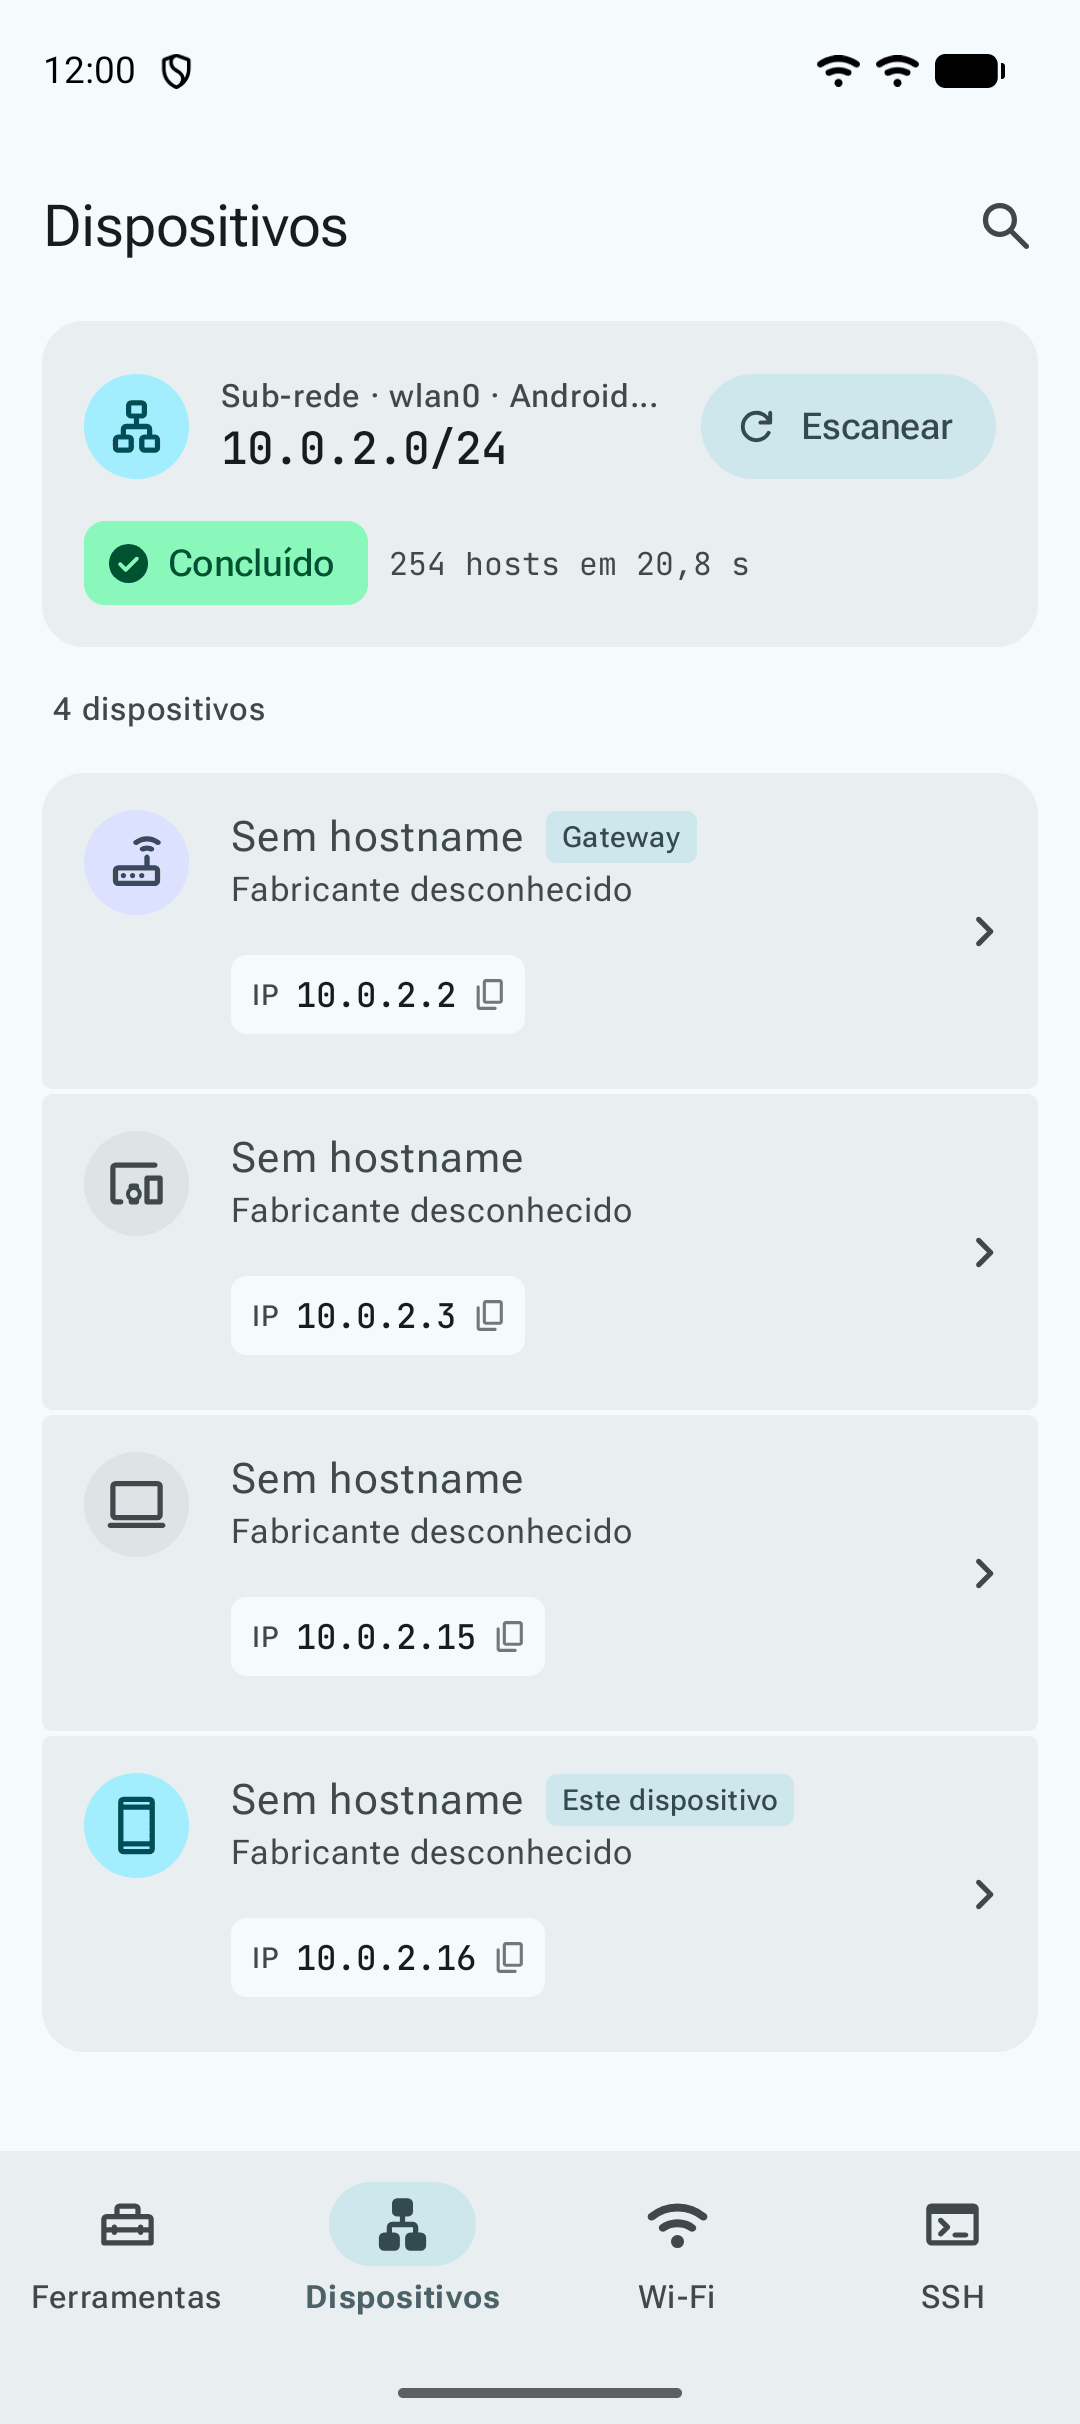 12:00
Dispositivos
Sub-rede · wlan0 · Android...
10.0.2.0/24
Escanear
Concluído
254 hosts em 20,8 s
4 dispositivos
Sem hostname Gateway
Fabricante desconhecido
IP 10.0.2.2
Sem hostname
Fabricante desconhecido
IP 10.0.2.3
Sem hostname
Fabricante desconhecido
IP 10.0.2.15
Sem hostname Este dispositivo
Fabricante desconhecido
IP 10.0.2.16
Ferramentas Dispositivos Wi-Fi SSH